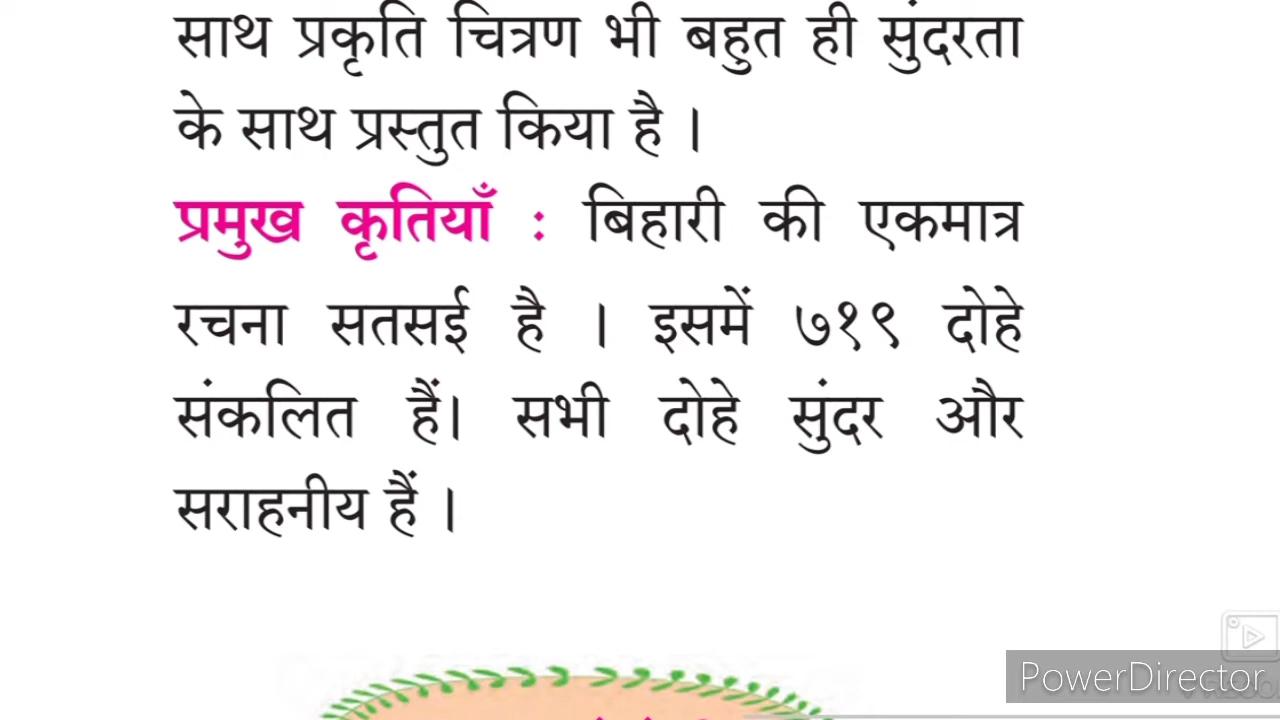 साथ प्रकृति चित्रण भी बहुत ही सुंदरता
के साथ प्रस्तुत किया है ।
प्रमुख कृतियाँ : बिहारी की एकमात्र
रचना सतसई है । इसमें ७१९ दोहे
संकलित हैं। सभी दोहे सुंदर और
सराहनीय हैं ।
PowerDirector